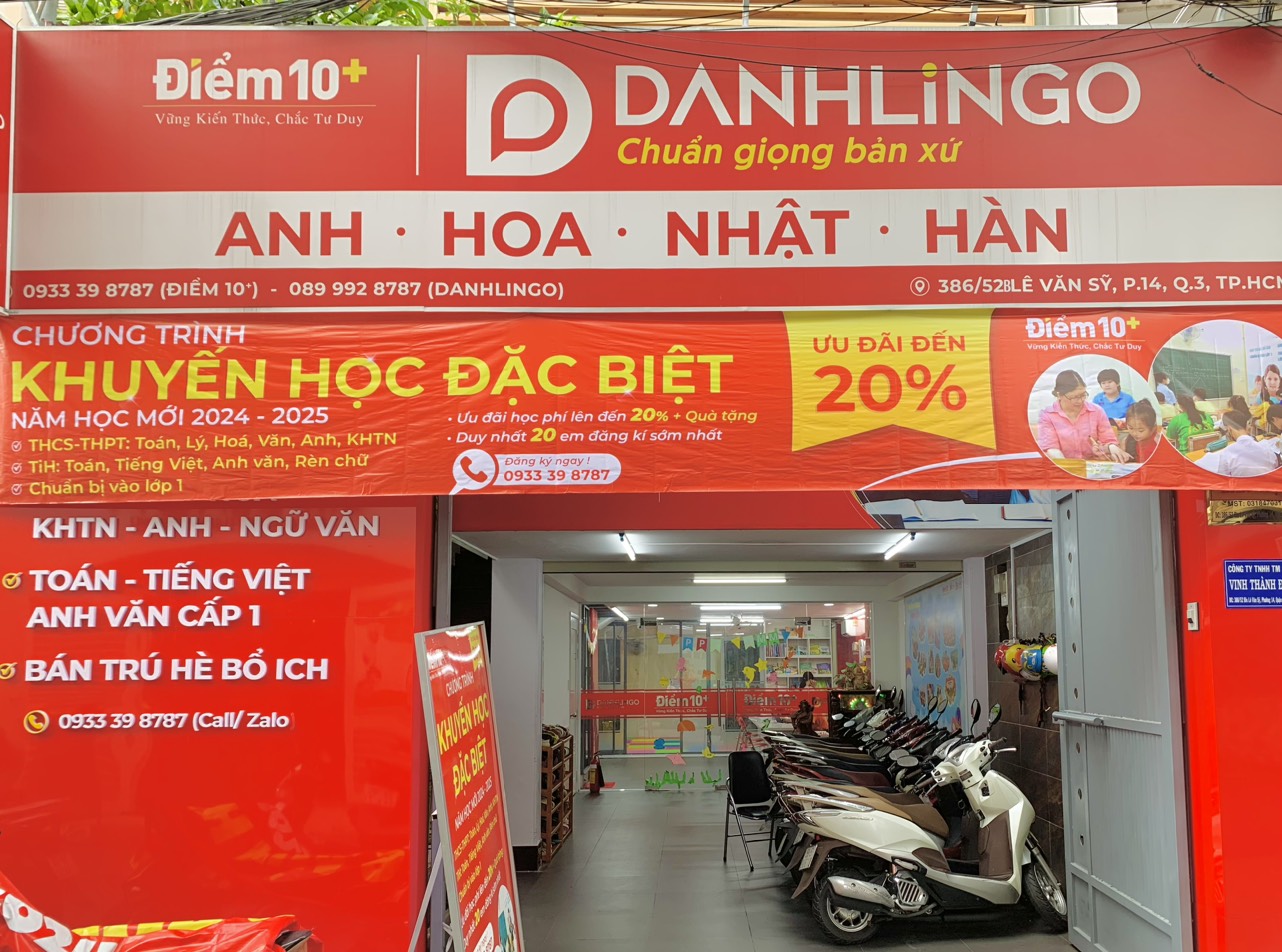 Điểm 10+
Vững Kiến Thức, Chắc Tư Duy
DANHLiNGO
Chuẩn giọng bản xứ
ANH · HOA · NHẬT · HÀN
0933 39 8787 (ĐIỂM 10+) - 089 992 8787 (DANHLINGO)
386/52B LÊ VĂN SỸ, P.14, Q.3, TP.HCM
CHƯƠNG TRÌNH
KHUYẾN HỌC ĐẶC BIỆT
NĂM HỌC MỚI 2024 - 2025
THCS-THPT: Toán, Lý, Hoá, Văn, Anh, KHTN
TiH: Toán, Tiếng Việt, Anh văn, Rèn chữ
Chuẩn bị vào lớp 1
• Ưu đãi học phí lên đến 20% + Quà tặng
• Duy nhất 20 em đăng kí sớm nhất
Đăng ký ngay !
0933 39 8787
ƯU ĐÃI ĐẾN
20%
Điểm 10+
Vững Kiến Thức, Chắc Tư Duy
KHTN - ANH - NGỮ VĂN
TOÁN - TIẾNG VIỆT
ANH VĂN CẤP 1
BÁN TRÚ HÈ BỔ ICH
0933 39 8787 (Call/ Zalo)
CHƯƠNG TRÌNH
KHUYẾN HỌC
ĐẶC BIỆT
NĂM HỌC MỚI 2024 - 2025
DANHLINGO
Điểm 10+
Điểm 10+
CÔNG TY TNHH TM
VINH THÀNH